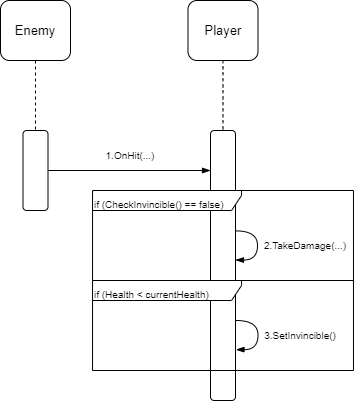 Enemy
Player
1.OnHit(...)
if (CheckInvincible() == false)
2.TakeDamage(...)
if (Health < currentHealth)
3.SetInvincible()